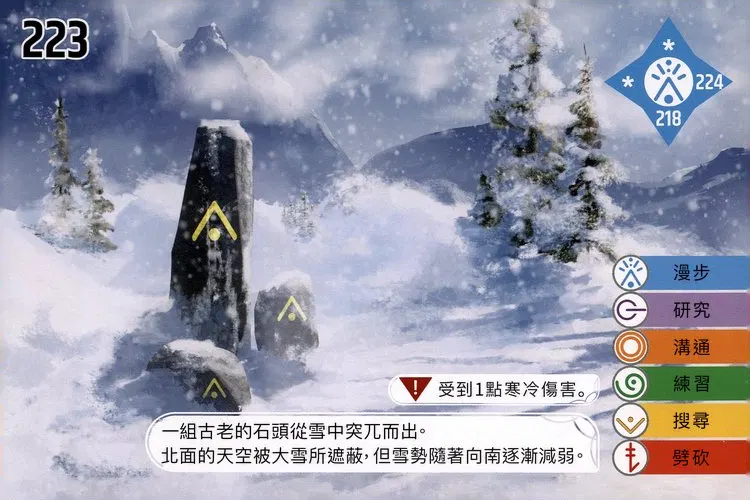 223
*
* 224
218
漫步
研究
溝通
練習
搜尋
劈砍
! 受到1點寒冷傷害。
一組古老的石頭從雪中突兀而出。
北面的天空被大雪所遮蔽,但雪勢隨著向南逐漸減弱。